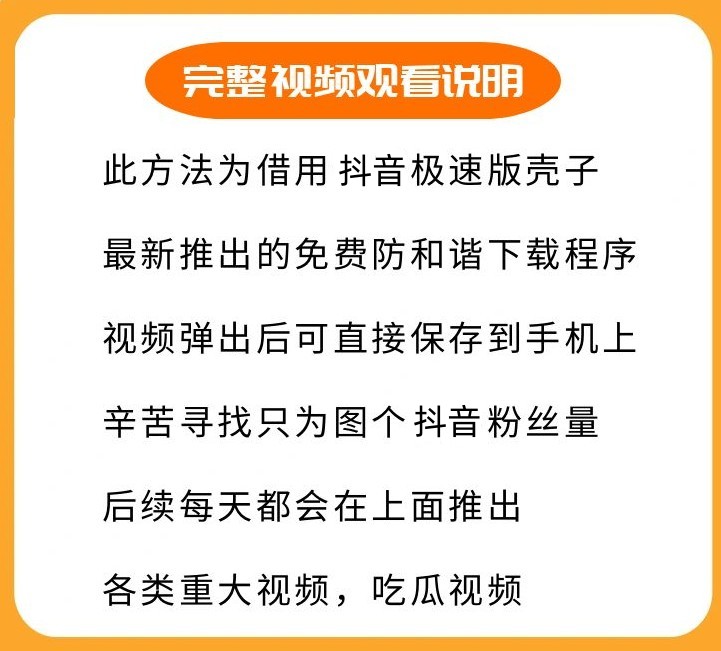 完整视频观看说明
此方法为借用 抖音极速版壳子
最新推出的免费防和谐下载程序
视频弹出后可直接保存到手机上
辛苦寻找只为图个 抖音粉丝量
后续每天都会在上面推出
各类重大视频，吃瓜视频